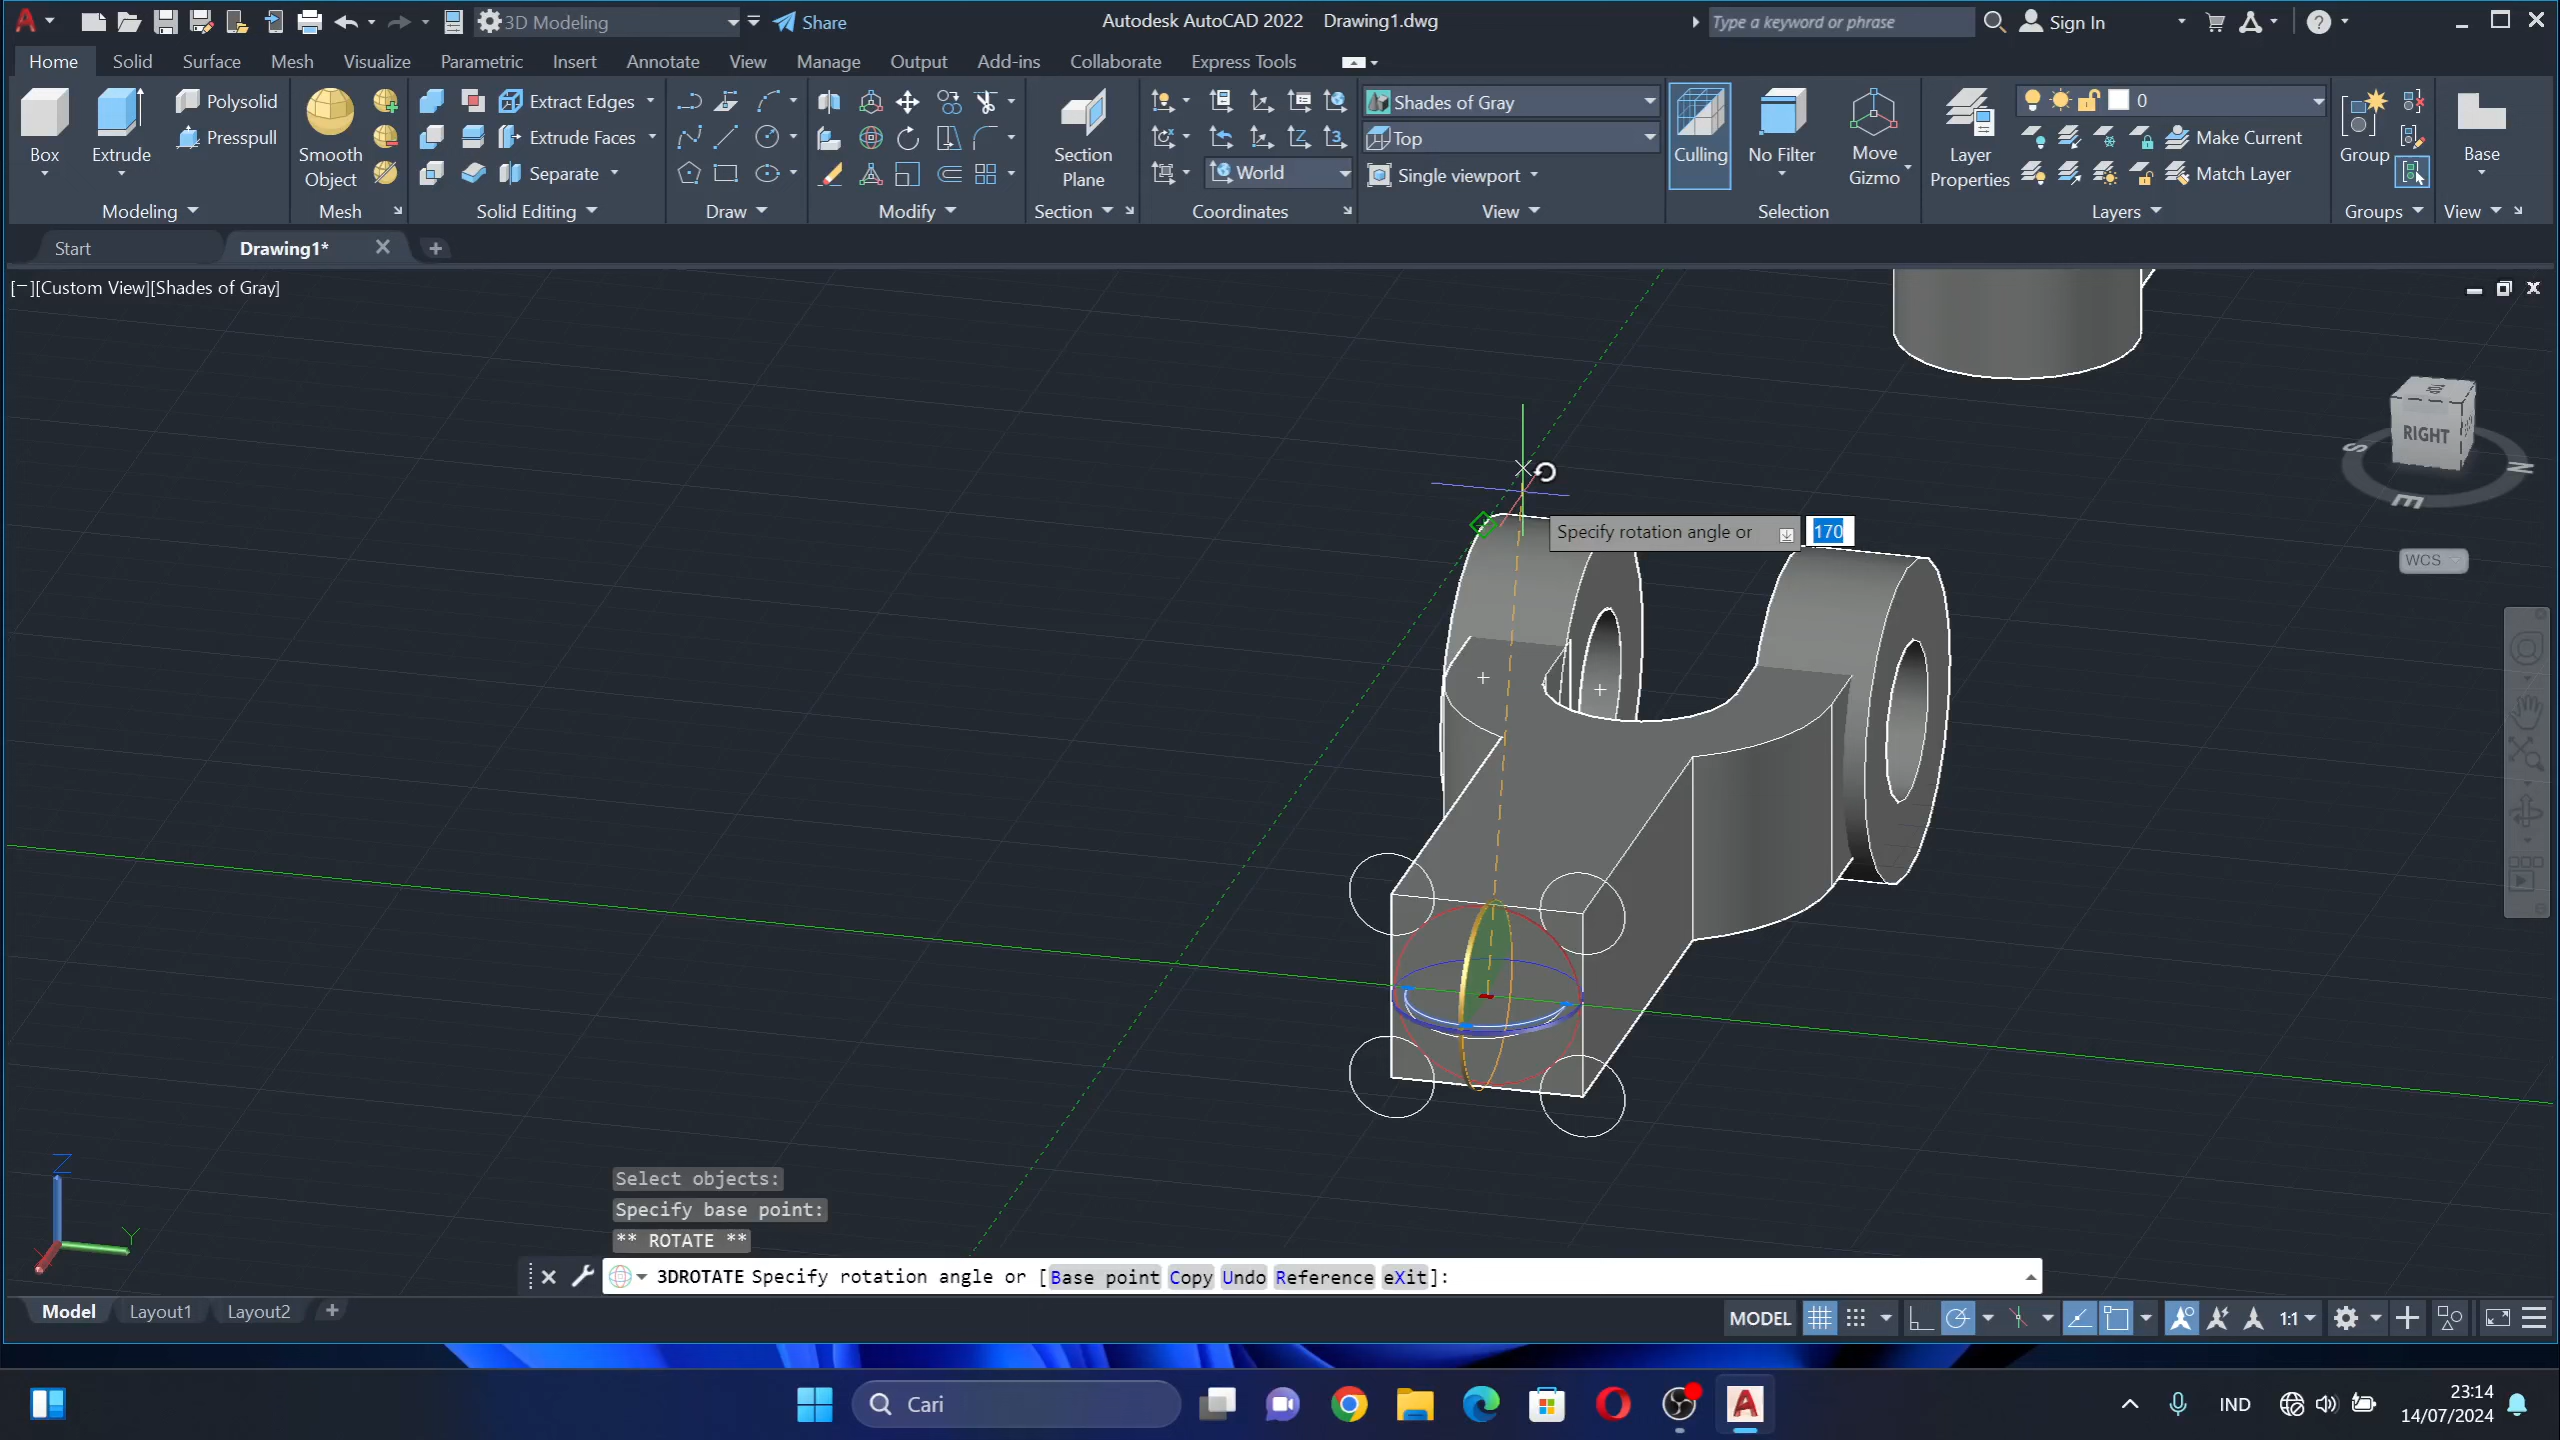 3D Modeling
Share
Autodesk AutoCAD 2022 Drawing1.dwg
Type a keyword or phrase
Sign In
Home Solid Surface Mesh Visualize Parametric Insert Annotate View Manage Output Add-ins Collaborate Express Tools
Box
Extrude
Polysolid
Presspull
Modeling
Smooth
Object
Mesh
Extract Edges
Extrude Faces
Separate
Solid Editing
Draw
Modify
Section
Plane
Section
World
Coordinates
Shades of Gray
Top
Single viewport
View
Culling
No Filter
Move
Gizmo
Selection
Layer
Properties
0
Make Current
Match Layer
Layers
Group
Groups
Base
View
Start
Drawing1*
[−][Custom View][Shades of Gray]
RIGHT
S
N
E
WCS
Specify rotation angle or 170
Z
Y
X
Select objects:
Specify base point:
** ROTATE **
3DROTATE Specify rotation angle or [Base point Copy Undo Reference eXit]:
Model Layout1 Layout2
MODEL
1:1
Cari
IND
23:14
14/07/2024